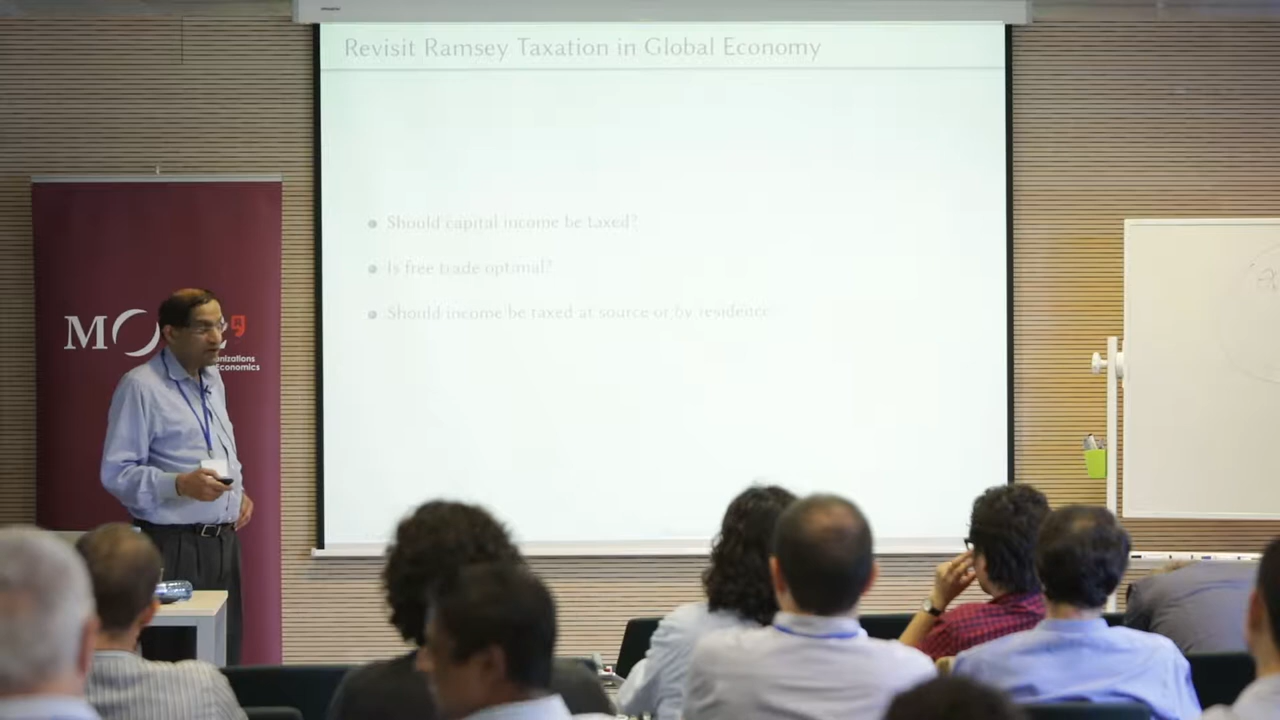 Revisit Ramsey Taxation in Global Economy
Should capital income be taxed?
Is free trade optimal?
Should income be taxed at source or by residence
MO
Economics